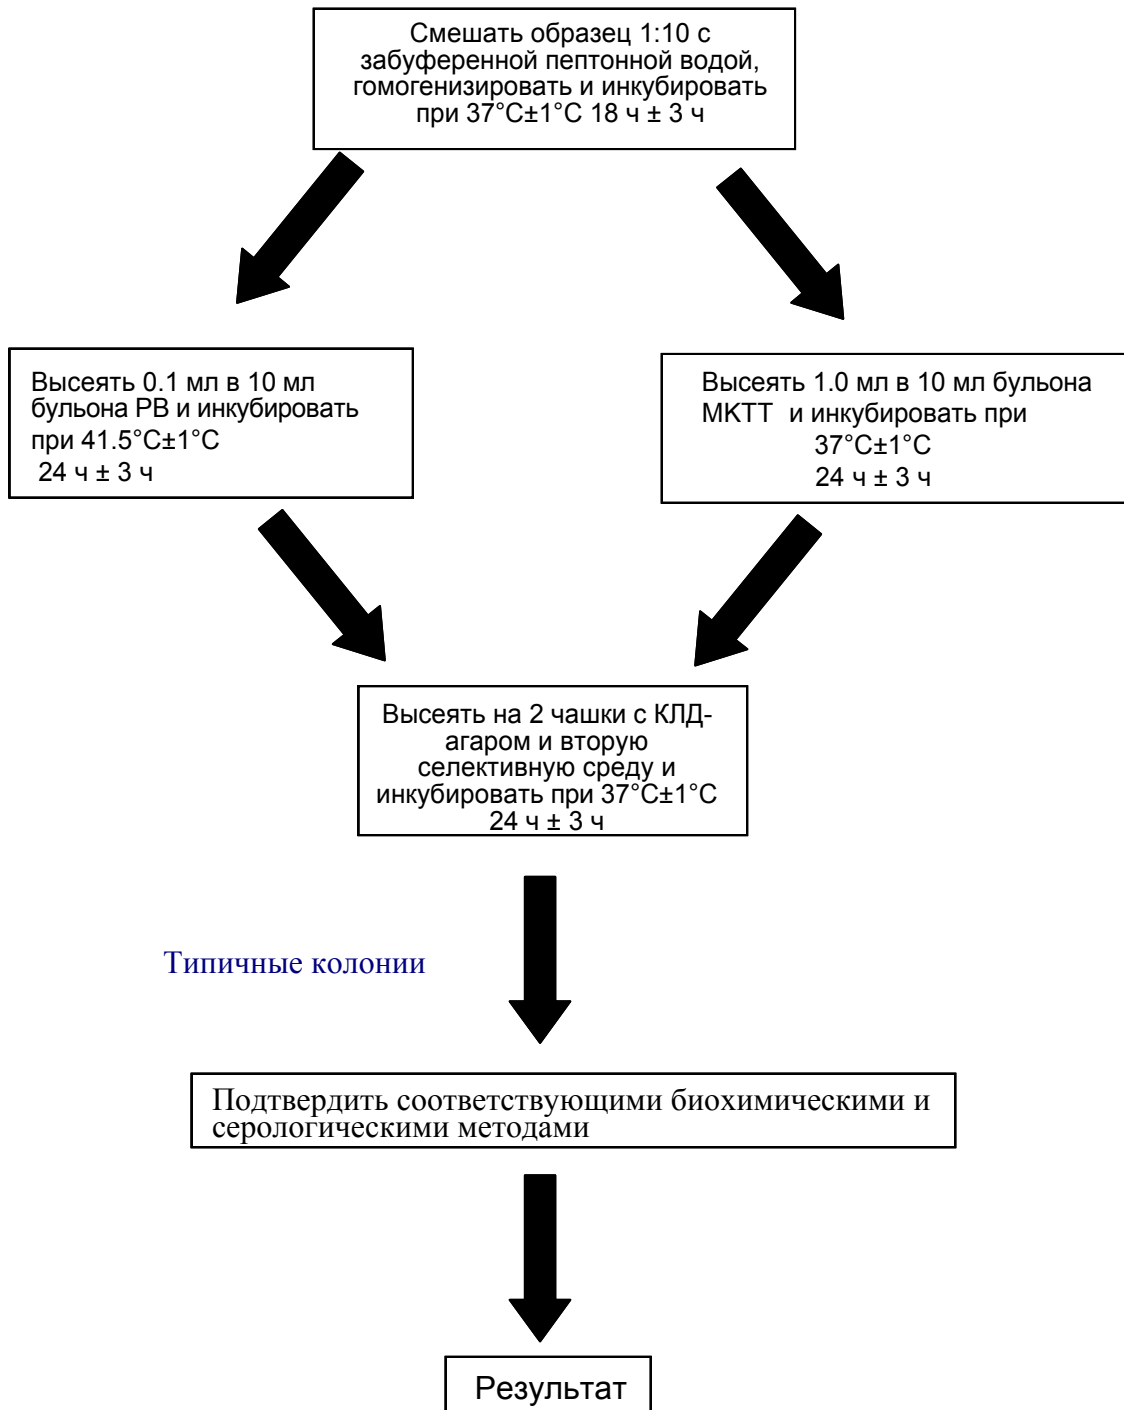 Смешать образец 1:10 с
забуференной пептонной водой,
гомогенизировать и инкубировать
при 37°C±1°C 18 ч ± 3 ч
Высеять 0.1 мл в 10 мл
бульона РВ и инкубировать
при 41.5°C±1°C
24 ч ± 3 ч
Высеять 1.0 мл в 10 мл бульона
МКТТ и инкубировать при
37°C±1°C
24 ч ± 3 ч
Высеять на 2 чашки с КЛД-
агаром и вторую
селективную среду и
инкубировать при 37°C±1°C
24 ч ± 3 ч
Типичные колонии
Подтвердить соответствующими биохимическими и
серологическими методами
Результат